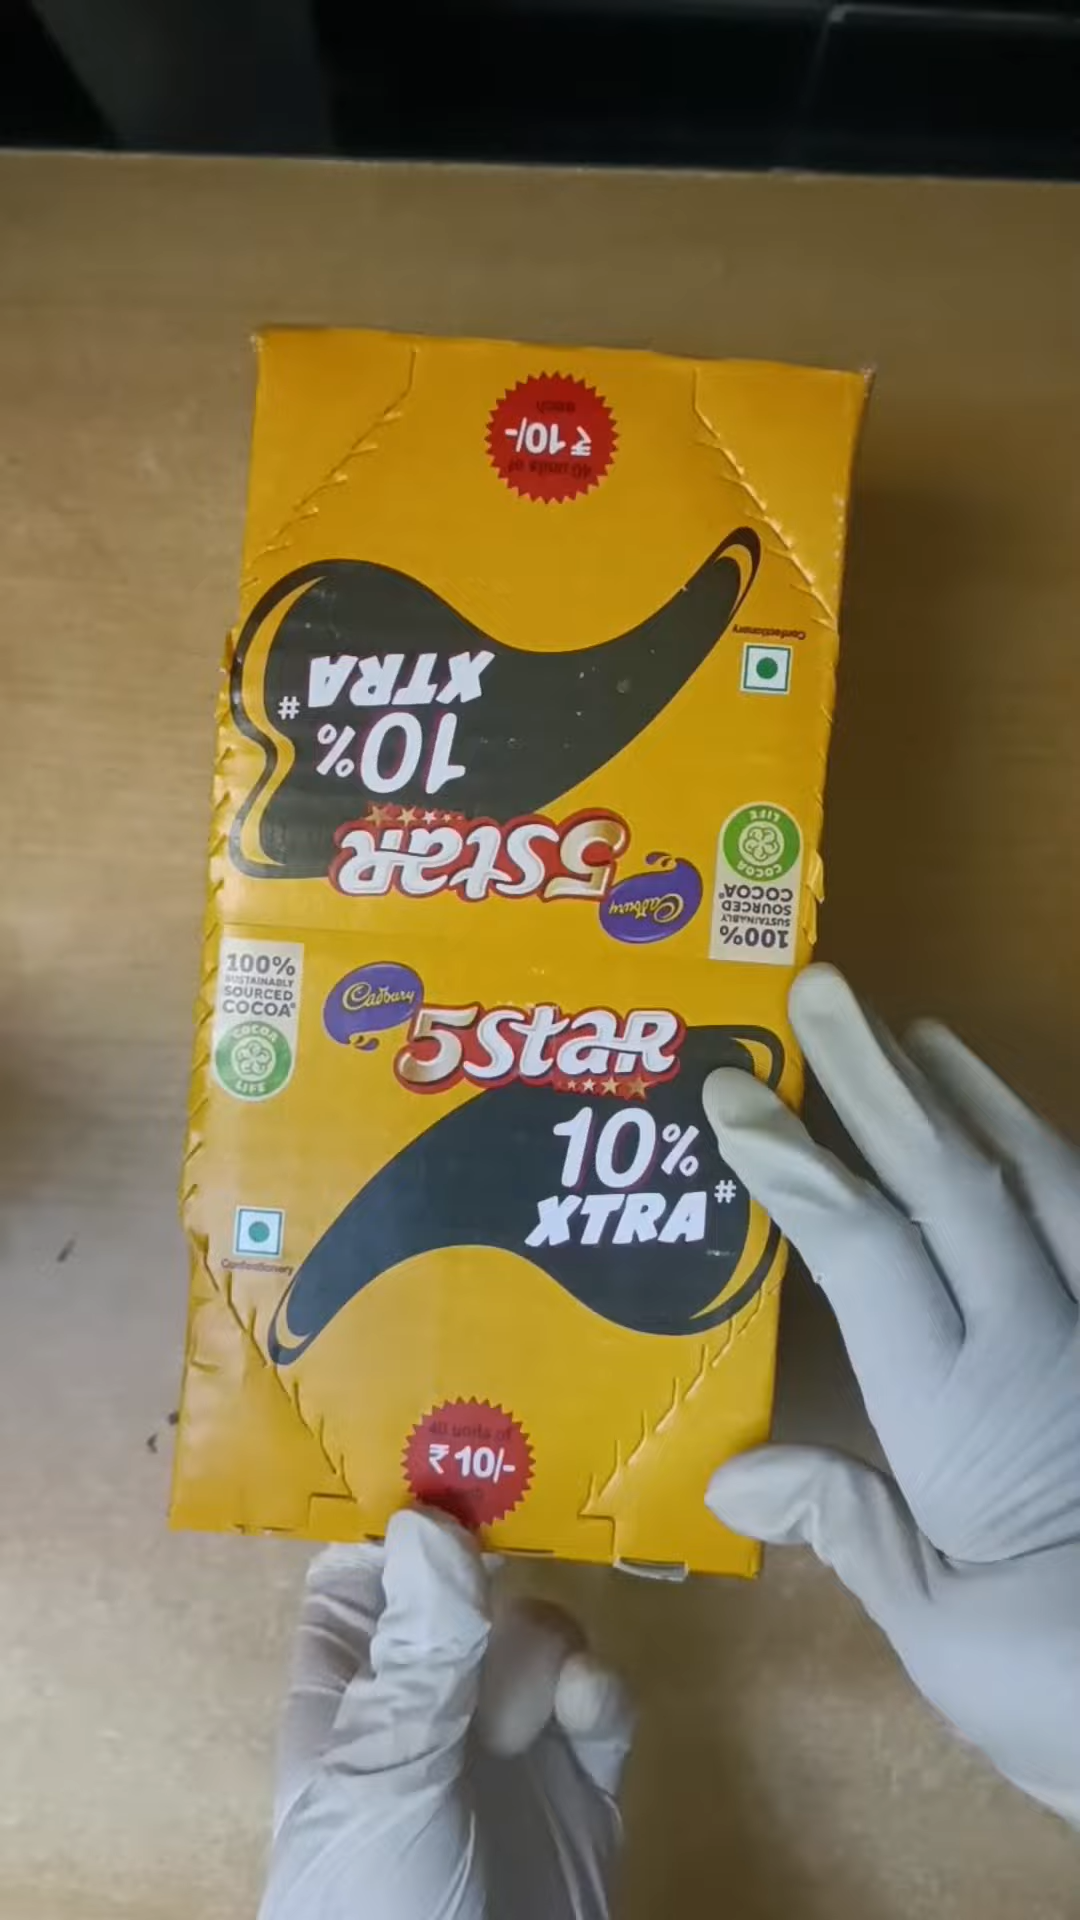 40 units of
₹ 10/-
each
Confectionery
XTRA#
10%
5Star
Cadbury
100%
SUSTAINABLY
SOURCED
COCOA
COCOA
LIFE
100%
SUSTAINABLY
SOURCED
COCOA
COCOA
LIFE
Cadbury
5Star
10%
XTRA#
Confectionery
40 units of
₹ 10/-